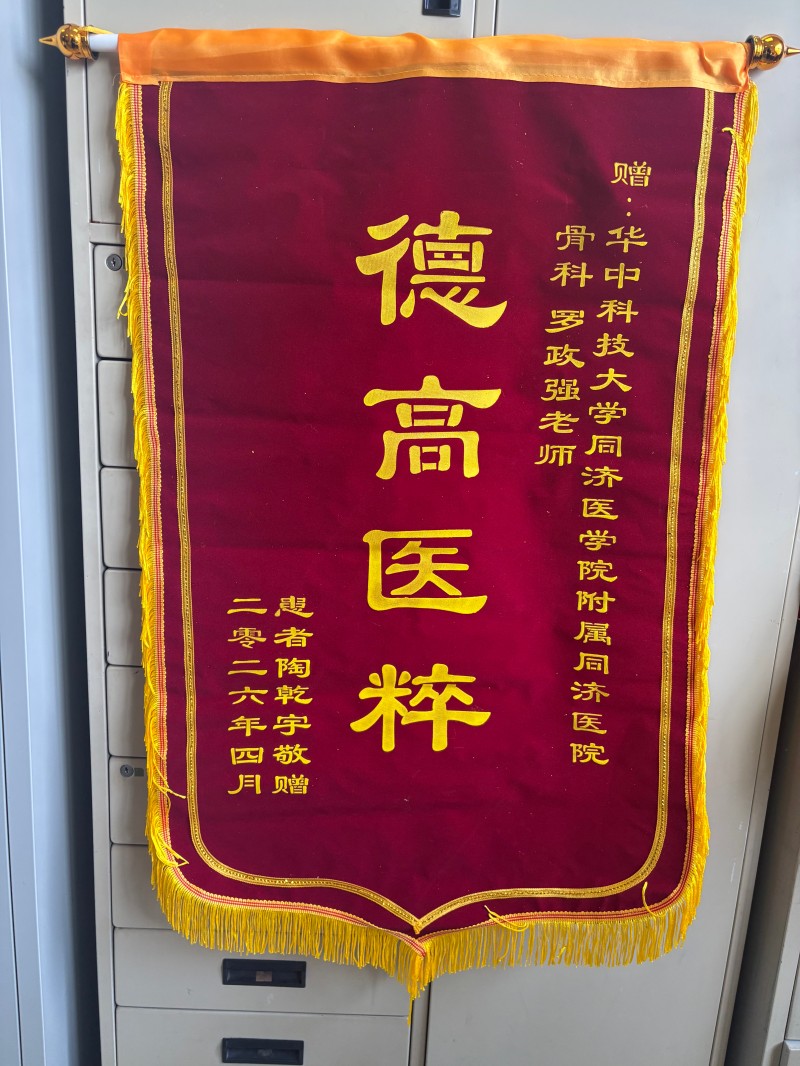 赠:华中科技大学同济医学院附属同济医院
骨科 罗政强老师
德高医粹
患者陶乾宇敬赠
二零二六年四月